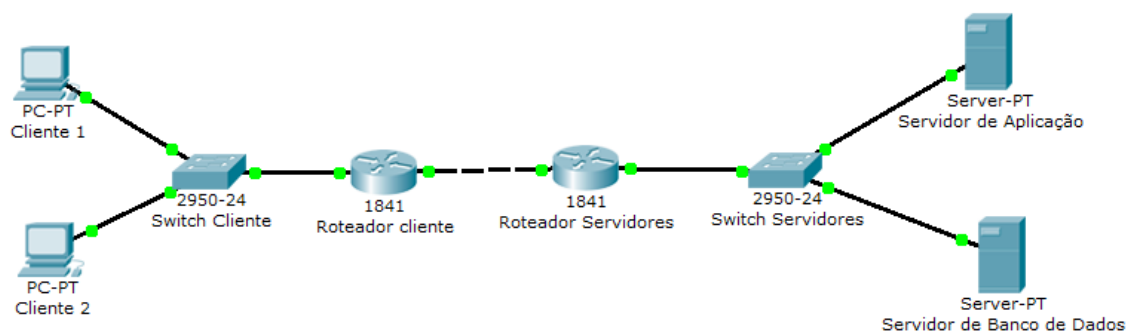 PC-PT
Cliente 1
PC-PT
Cliente 2
2950-24
Switch Cliente
1841
Roteador cliente
1841
Roteador Servidores
2950-24
Switch Servidores
Server-PT
Servidor de Aplicação
Server-PT
Servidor de Banco de Dados